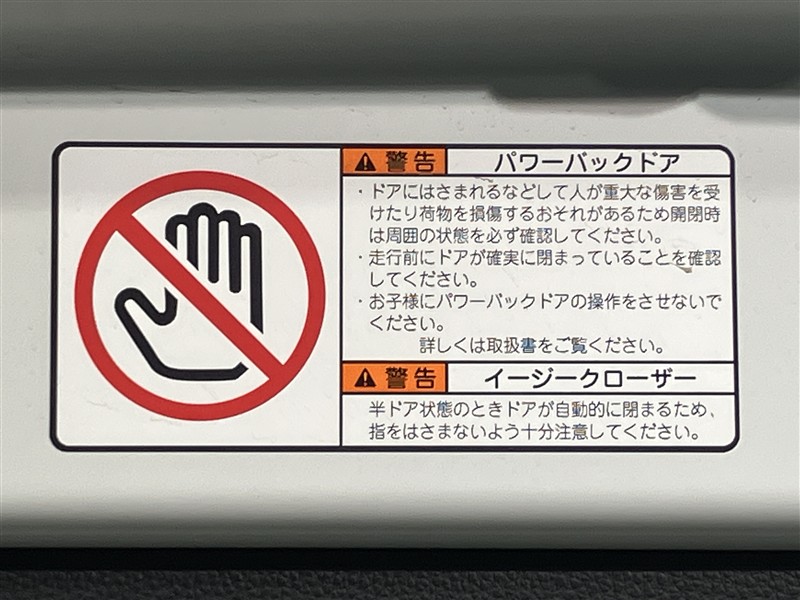 警告 パワーバックドア
・ドアにはさまれるなどして人が重大な傷害を受
けたり荷物を損傷するおそれがあるため開閉時
は周囲の状態を必ず確認してください。
・走行前にドアが確実に閉まっていることを確認
してください。
・お子様にパワーバックドアの操作をさせないで
ください。
詳しくは取扱書をご覧ください。
警告 イージークローザー
半ドア状態のときドアが自動的に閉まるため、
指をはさまないよう十分注意してください。